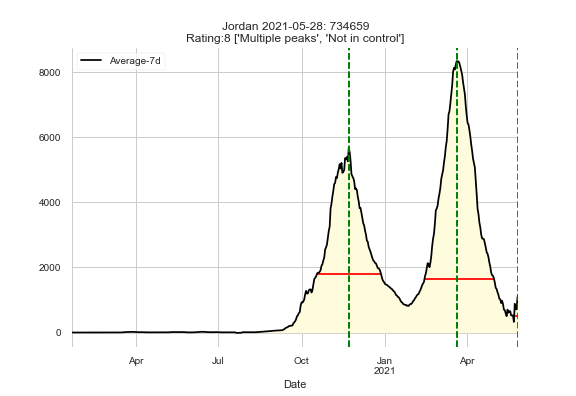 Jordan 2021-05-28: 734659
Rating:8 ['Multiple peaks', 'Not in control']
Average-7d
8000
6000
4000
2000
0
Apr
Jul
Oct
Jan
2021
Apr
Date